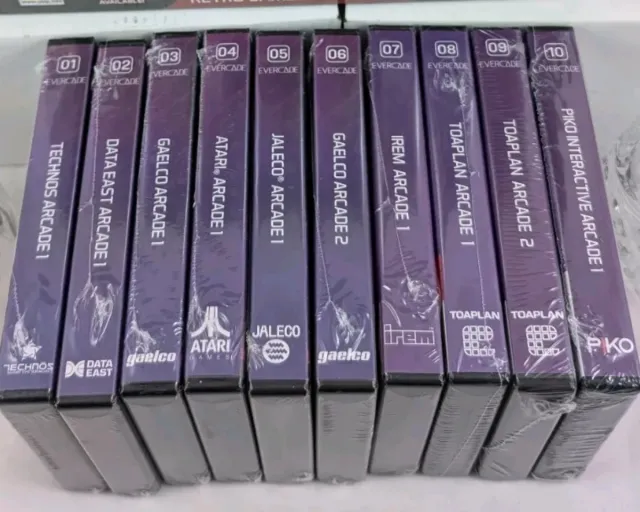 AVAILABLE!
01
EVERCADE
TECHNOS ARCADE 1
TECHNOS
02
EVERCADE
DATA EAST ARCADE 1
DATA
EAST
03
EVERCADE
GAELCO ARCADE 1
gaelco
04
EVERCADE
ATARI® ARCADE 1
ATARI
GAMES
05
EVERCADE
JALECO® ARCADE 1
JALECO
06
EVERCADE
GAELCO ARCADE 2
gaelco
07
EVERCADE
IREM ARCADE 1
irem
08
EVERCADE
TOAPLAN ARCADE 1
TOAPLAN
09
EVERCADE
TOAPLAN ARCADE 2
TOAPLAN
10
EVERCADE
PIKO INTERACTIVE ARCADE 1
PIKO